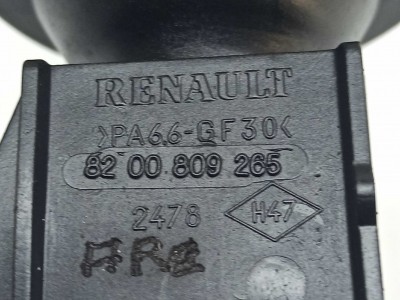 RENAULT
>PA6.6-GF30<
82 00 809 265
2478 H47